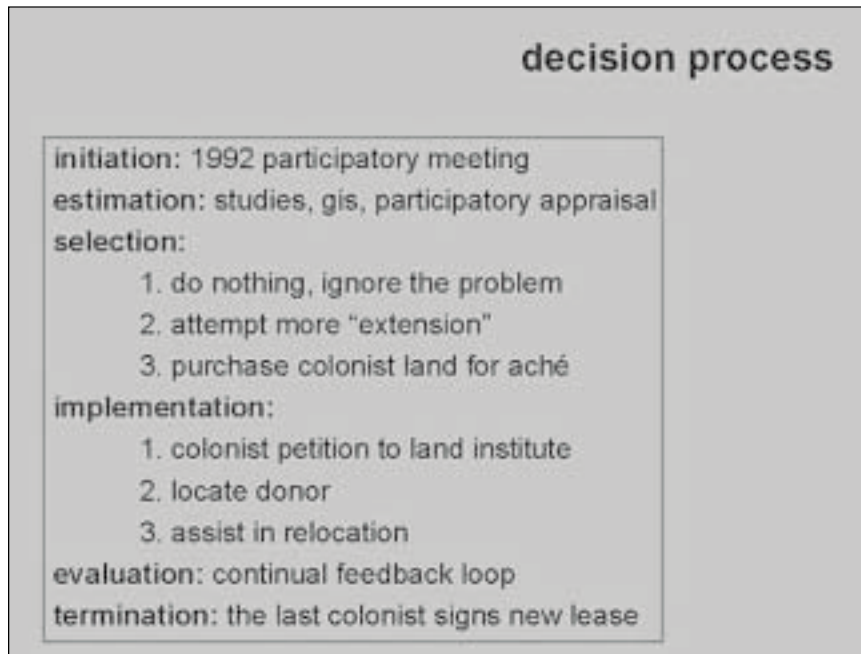 decision process
initiation: 1992 participatory meeting
estimation: studies, gis, participatory appraisal
selection:
1. do nothing, ignore the problem
2. attempt more “extension”
3. purchase colonist land for aché
implementation:
1. colonist petition to land institute
2. locate donor
3. assist in relocation
evaluation: continual feedback loop
termination: the last colonist signs new lease